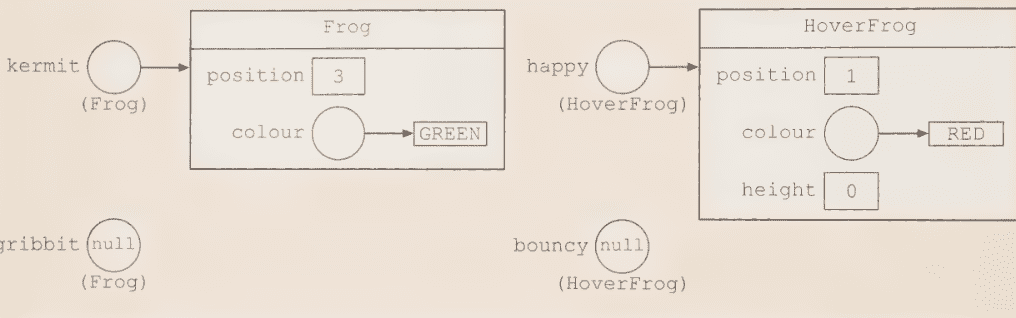 Frog
kermit
(Frog)
position 3
colour GREEN
HoverFrog
happy
(HoverFrog)
position 1
colour RED
height 0
gribbit null
(Frog)
bouncy null
(HoverFrog)